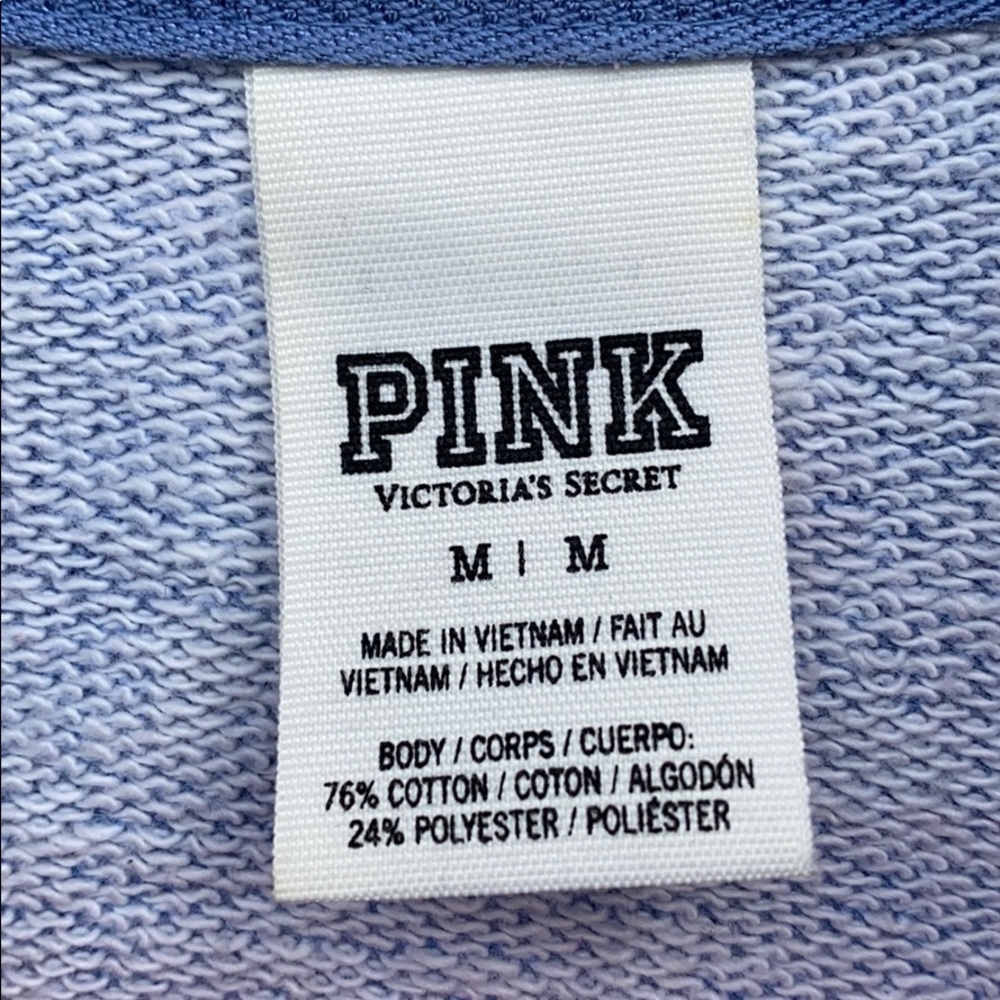 PINK
VICTORIA'S SECRET
M | M
MADE IN VIETNAM / FAIT AU
VIETNAM / HECHO EN VIETNAM
BODY / CORPS / CUERPO:
76% COTTON / COTON / ALGODÓN
24% POLYESTER / POLIÉSTER